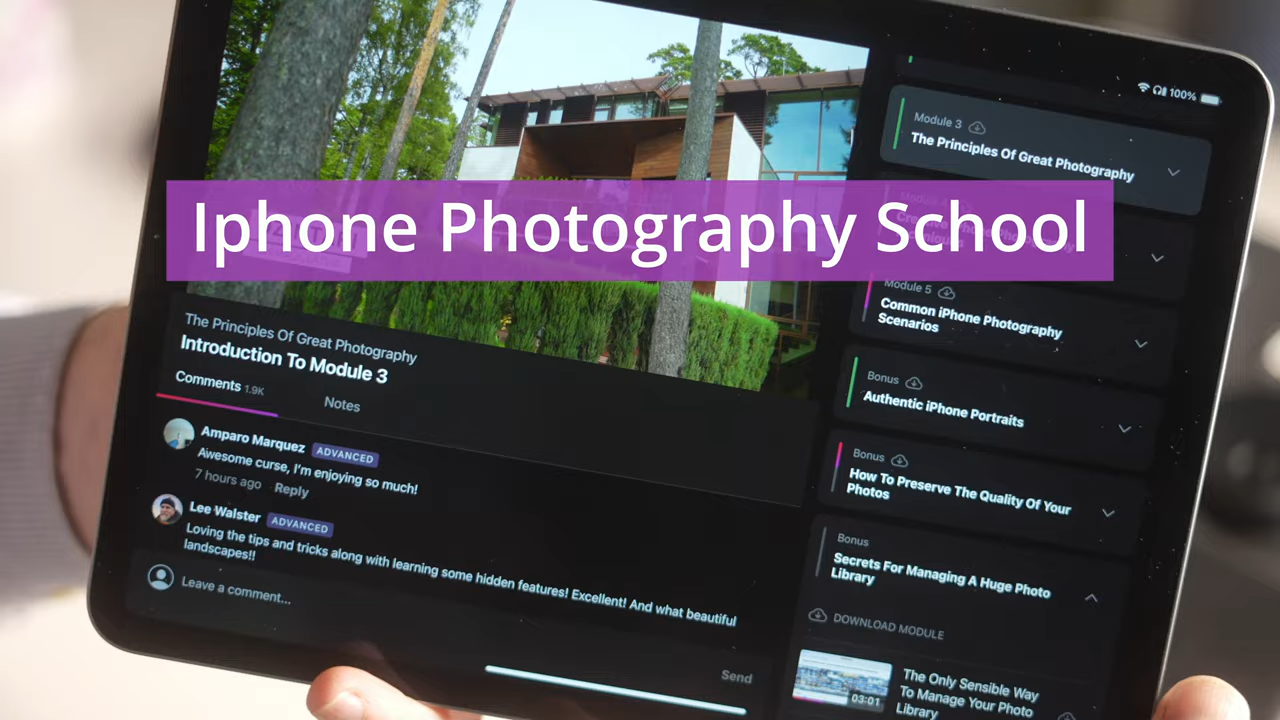 100%
Module 3
The Principles Of Great Photography
Iphone Photography School
Module 5
Common iPhone Photography
Scenarios
Bonus
Authentic iPhone Portraits
Bonus
How To Preserve The Quality Of Your
Photos
Bonus
Secrets For Managing A Huge Photo
Library
DOWNLOAD MODULE
03:01
The Only Sensible Way
To Manage Your Photo
Library
The Principles Of Great Photography
Introduction To Module 3
Comments 1.9K
Notes
Amparo Marquez ADVANCED
Awesome curse, I'm enjoying so much!
7 hours ago Reply
Lee Walster ADVANCED
Loving the tips and tricks along with learning some hidden features! Excellent! And what beautiful
landscapes!!
Leave a comment...
Send